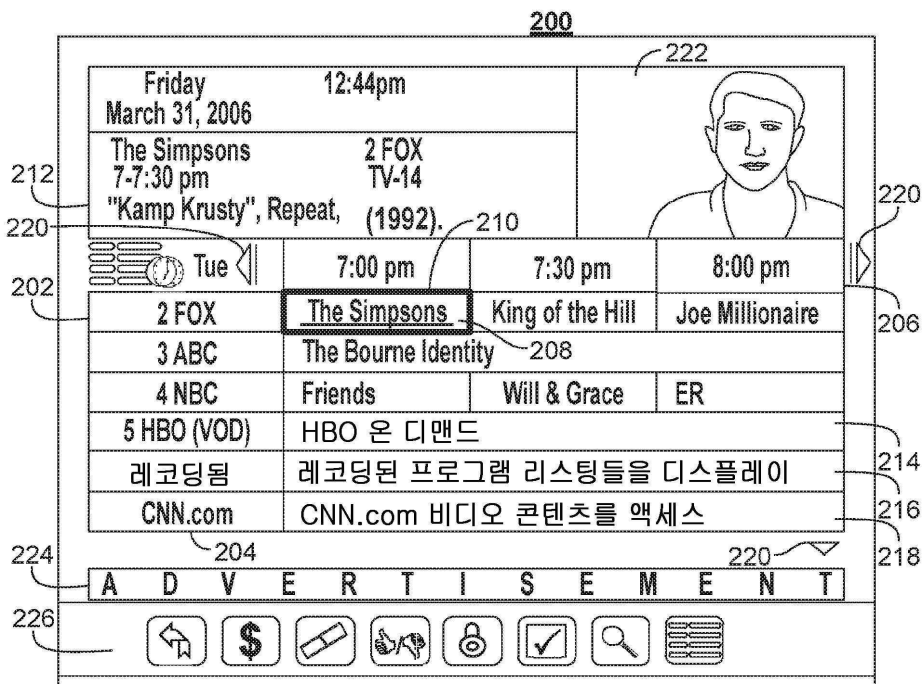 200
222
Friday 12:44pm
March 31, 2006
The Simpsons 2 FOX
7-7:30 pm TV-14
"Kamp Krusty", Repeat, (1992).
212
220
210
220
Tue 7:00 pm 7:30 pm 8:00 pm
202
2 FOX The Simpsons King of the Hill Joe Millionaire
206
3 ABC The Bourne Identity
208
4 NBC Friends Will & Grace ER
5 HBO (VOD) HBO 온 디맨드
214
레코딩됨 레코딩된 프로그램 리스팅들을 디스플레이
216
CNN.com CNN.com 비디오 콘텐츠를 액세스
218
204
220
224
A D V E R T I S E M E N T
226
$